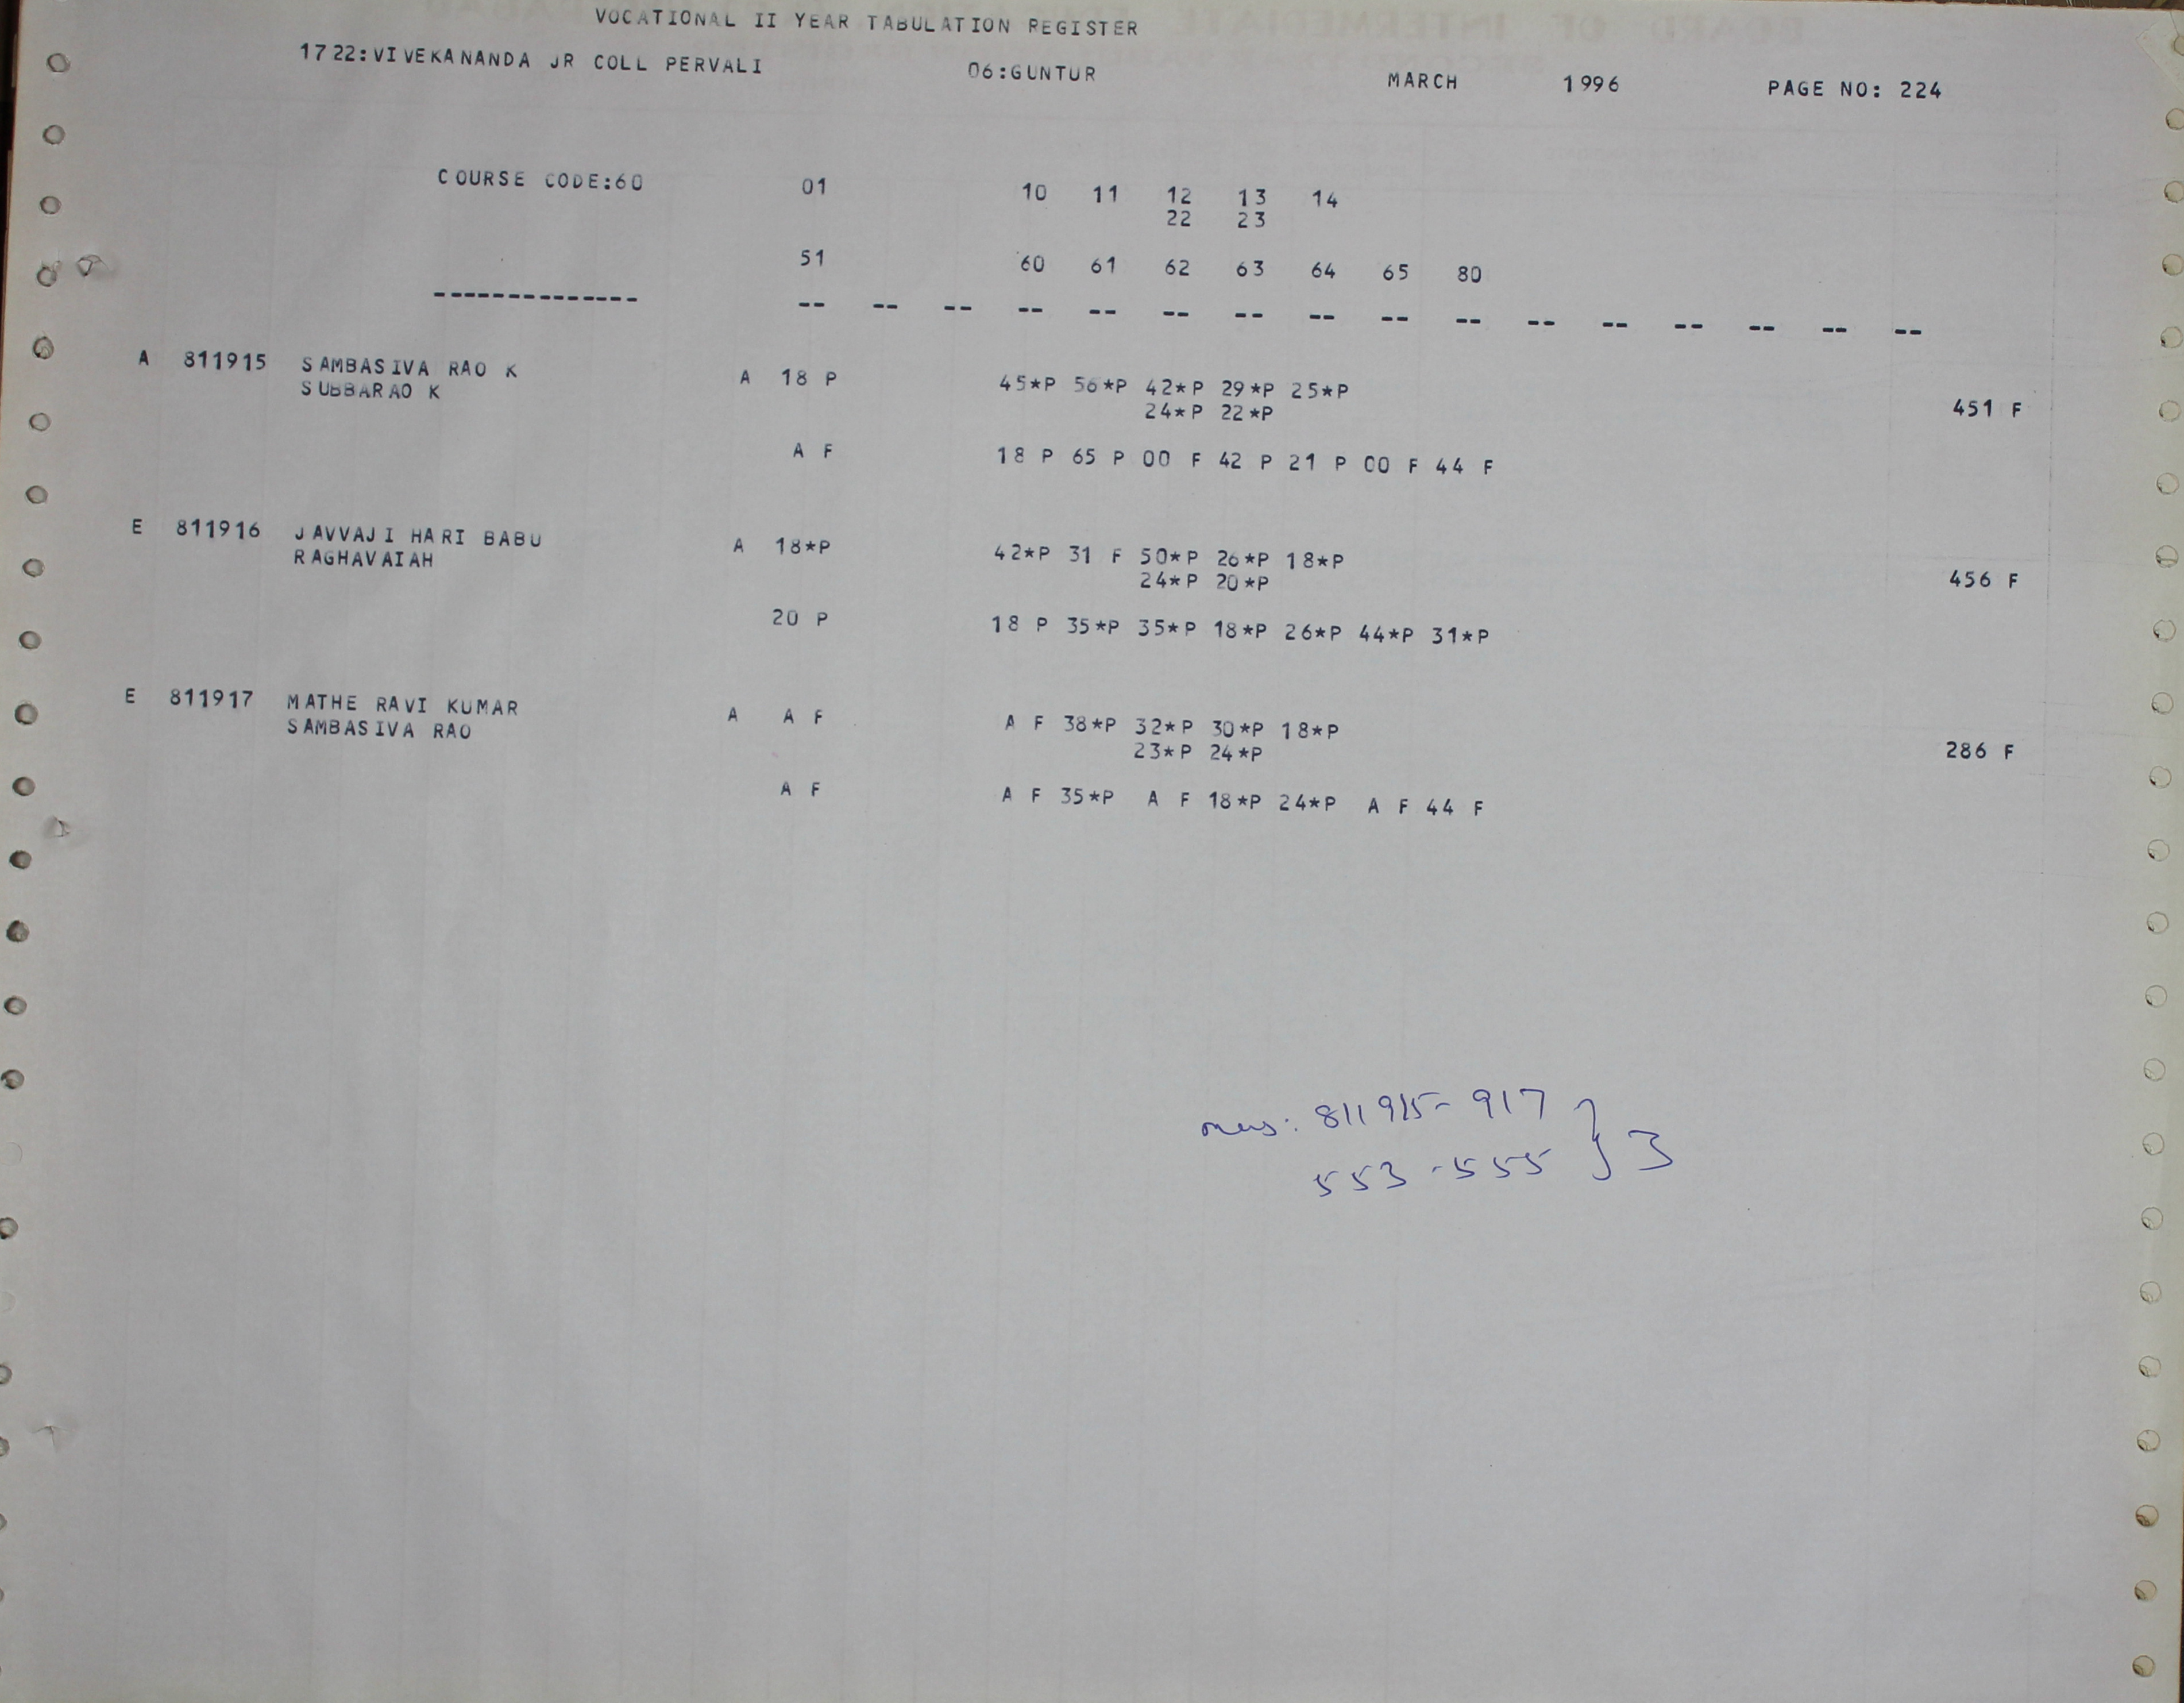 VOCATIONAL II YEAR TABULATION REGISTER
1722:VIVEKANANDA JR COLL PERVALI 06:GUNTUR MARCH 1996 PAGE NO: 224
COURSE CODE:60 01 10 11 12 13 14
22 23
51 60 61 62 63 64 65 80
-------------- -- -- -- -- -- -- -- -- -- -- -- -- -- -- -- --
A 811915 SAMBASIVA RAO K A 18 P 45*P 56*P 42*P 29*P 25*P
SUBBARAO K 24*P 22*P 451 F
A F 18 P 65 P 00 F 42 P 21 P 00 F 44 F
E 811916 JAVVAJI HARI BABU A 18*P 42*P 31 F 50*P 26*P 18*P
RAGHAVAIAH 24*P 20*P 456 F
20 P 18 P 35*P 35*P 18*P 26*P 44*P 31*P
E 811917 MATHE RAVI KUMAR A A F A F 38*P 32*P 30*P 18*P
SAMBASIVA RAO 23*P 24*P 286 F
A F A F 35*P A F 18*P 24*P A F 44 F
811915- 917 } 3
553 - 555